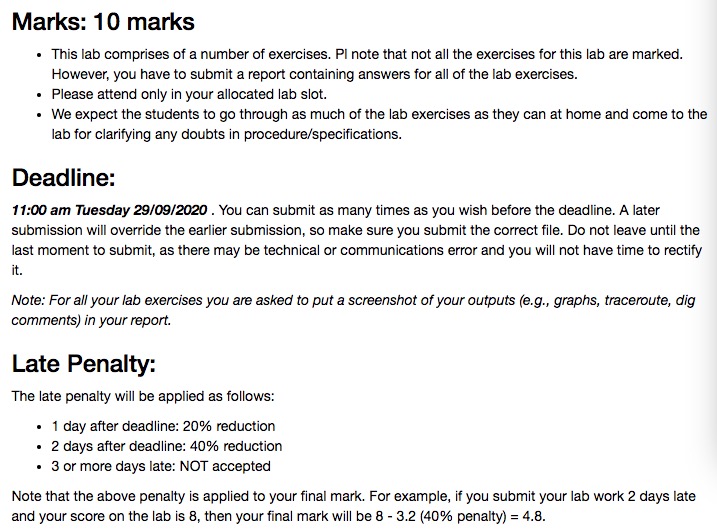 Marks: 10 marks
• This lab comprises of a number of exercises. Pl note that not all the exercises for this lab are marked.
However, you have to submit a report containing answers for all of the lab exercises.
• Please attend only in your allocated lab slot.
• We expect the students to go through as much of the lab exercises as they can at home and come to the
lab for clarifying any doubts in procedure/specifications.
Deadline:
11:00 am Tuesday 29/09/2020 . You can submit as many times as you wish before the deadline. A later
submission will override the earlier submission, so make sure you submit the correct file. Do not leave until the
last moment to submit, as there may be technical or communications error and you will not have time to rectify
it.
Note: For all your lab exercises you are asked to put a screenshot of your outputs (e.g., graphs, traceroute, dig
comments) in your report.
Late Penalty:
The late penalty will be applied as follows:
• 1 day after deadline: 20% reduction
• 2 days after deadline: 40% reduction
• 3 or more days late: NOT accepted
Note that the above penalty is applied to your final mark. For example, if you submit your lab work 2 days late
and your score on the lab is 8, then your final mark will be 8 - 3.2 (40% penalty) = 4.8.